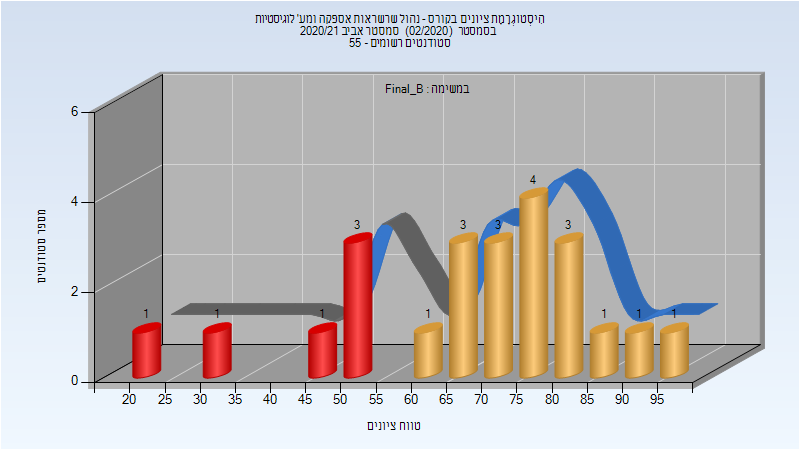 היסטוגרמת ציונים בקורס - נהול שרשראות אספקה ומע' לוגיסטיות
בסמסטר (02/2020) סמסטר אביב 2020/21
סטודנטים רשומים - 55
במשימה : Final_B
מספר סטודנטים
6
4
2
0
1
1
1
3
1
3
3
4
3
1
1
1
20 25 30 35 40 45 50 55 60 65 70 75 80 85 90 95
טווח ציונים